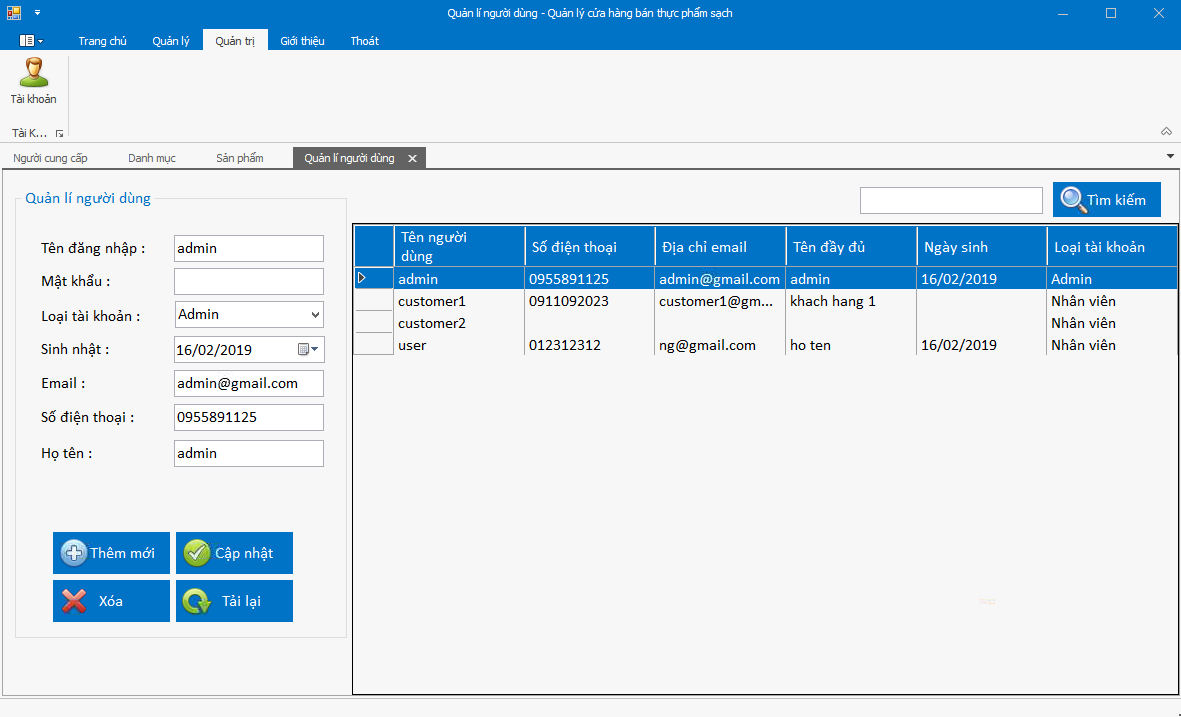 Quản lí người dùng - Quản lý cửa hàng bán thực phẩm sạch
Trang chủ Quản lý Quản trị Giới thiệu Thoát
Tài khoản
Tài K...
Người cung cấp Danh mục Sản phẩm Quản lí người dùng
Quản lí người dùng
Tìm kiếm
Tên đăng nhập : admin
Mật khẩu :
Loại tài khoản : Admin
Sinh nhật : 16/02/2019
Email : admin@gmail.com
Số điện thoại : 0955891125
Họ tên : admin
Thêm mới Cập nhật
Xóa Tải lại
Tên người dùng Số điện thoại Địa chỉ email Tên đầy đủ Ngày sinh Loại tài khoản
admin 0955891125 admin@gmail.com admin 16/02/2019 Admin
customer1 0911092023 customer1@gm... khach hang 1 Nhân viên
customer2 Nhân viên
user 012312312 ng@gmail.com ho ten 16/02/2019 Nhân viên